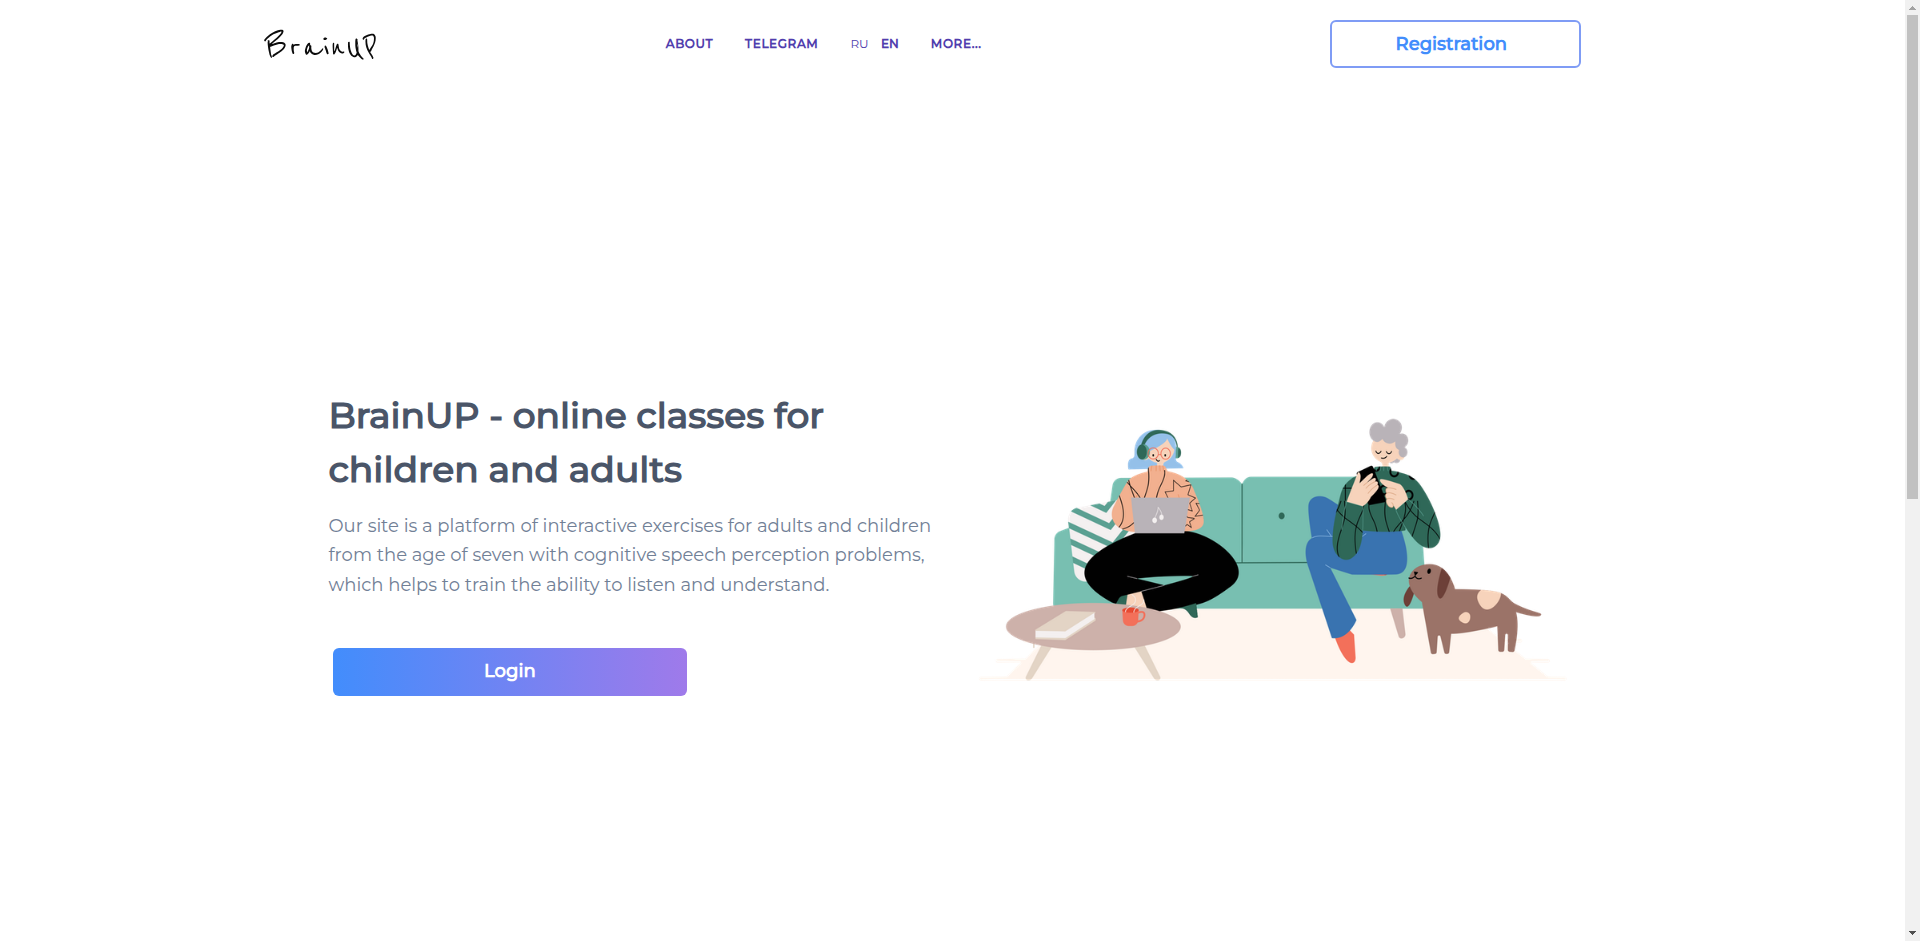 BrainUP
ABOUT TELEGRAM RU EN MORE...
Registration
BrainUP - online classes for
children and adults
Our site is a platform of interactive exercises for adults and children
from the age of seven with cognitive speech perception problems,
which helps to train the ability to listen and understand.
Login